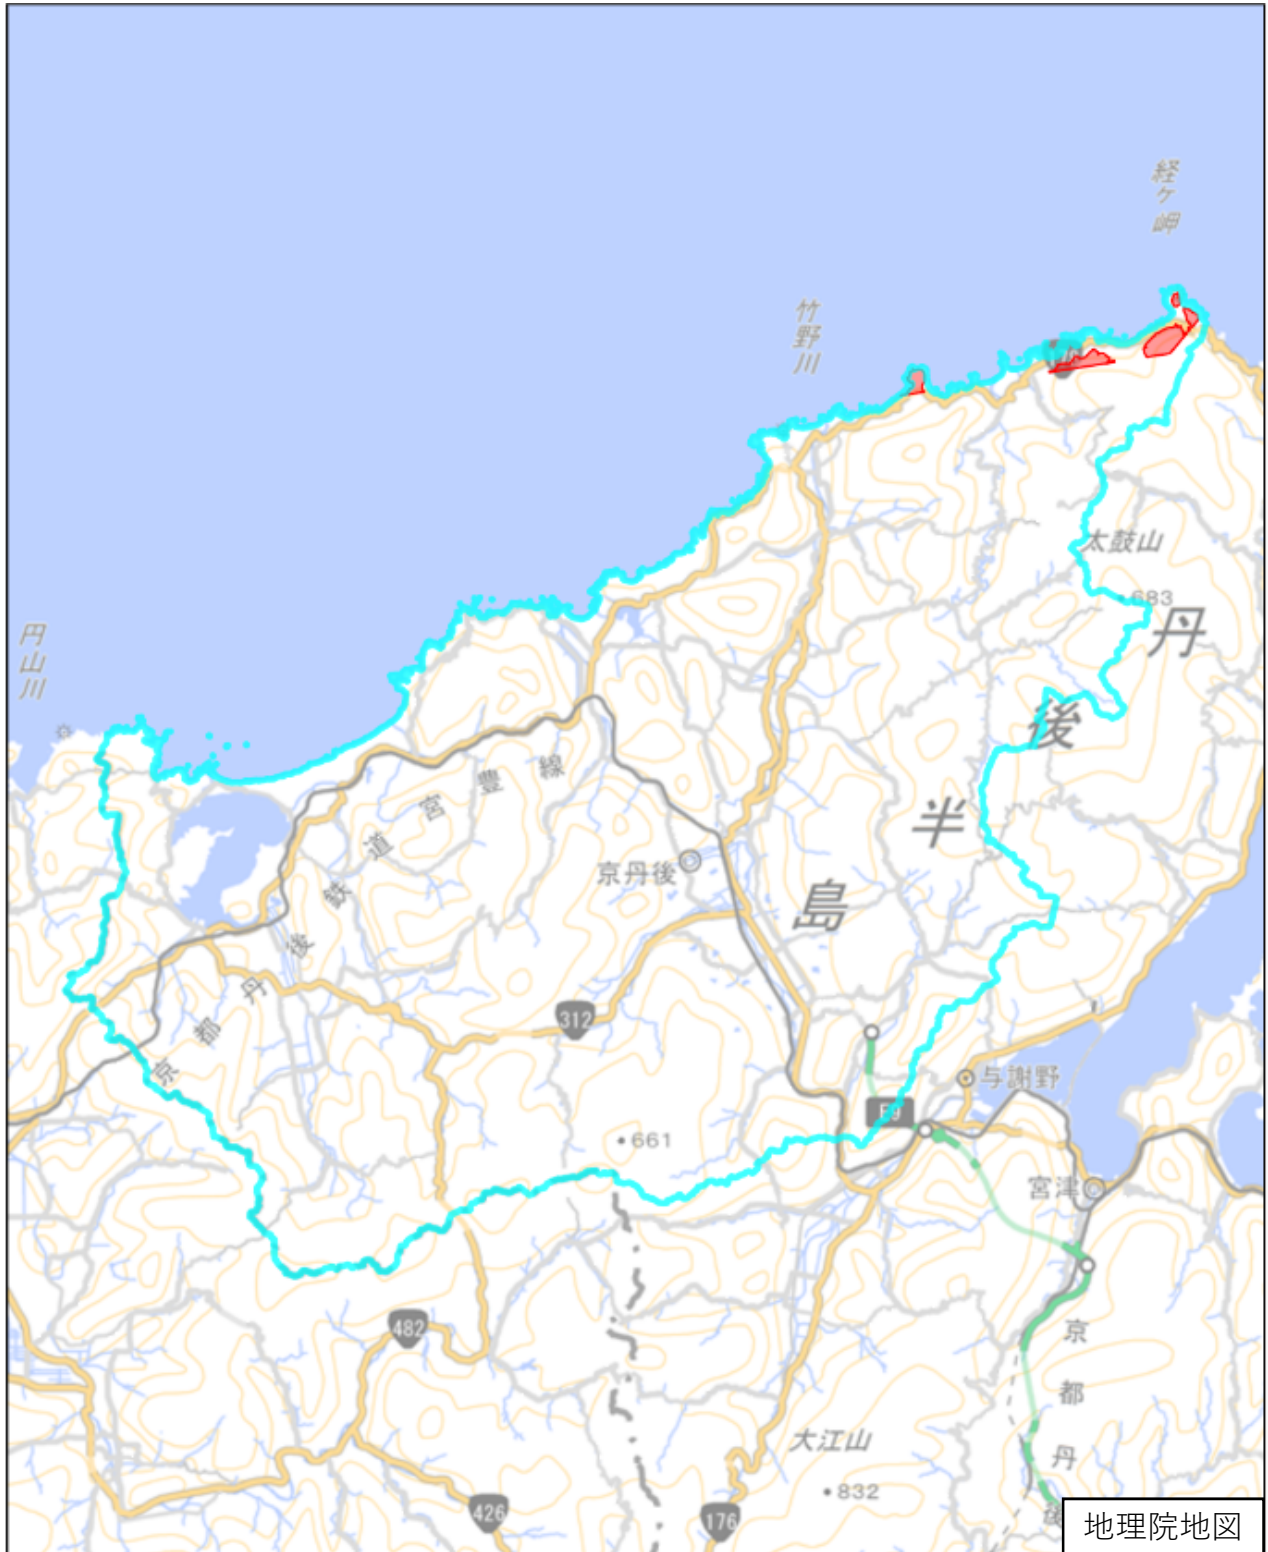 経ヶ岬
竹野川
太鼓山
683
円山川
丹後半島
京都丹後鉄道宮豊線
京丹後
312
与謝野
661
宮津
482
京都丹後
大江山
832
426
176
地理院地図